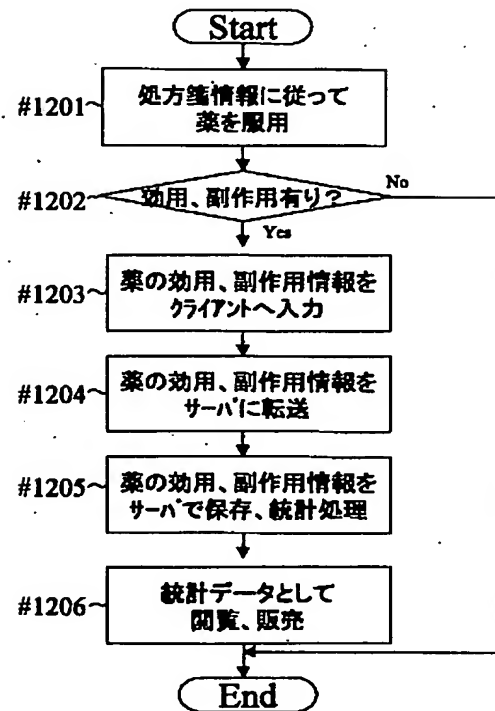 Start
#1201
処方箋情報に従って
薬を服用
#1202
効用、副作用有り?
No
Yes
#1203
薬の効用、副作用情報を
クライアントへ入力
#1204
薬の効用、副作用情報を
サーバに転送
#1205
薬の効用、副作用情報を
サーバで保存、統計処理
#1206
統計データとして
閲覧、販売
End